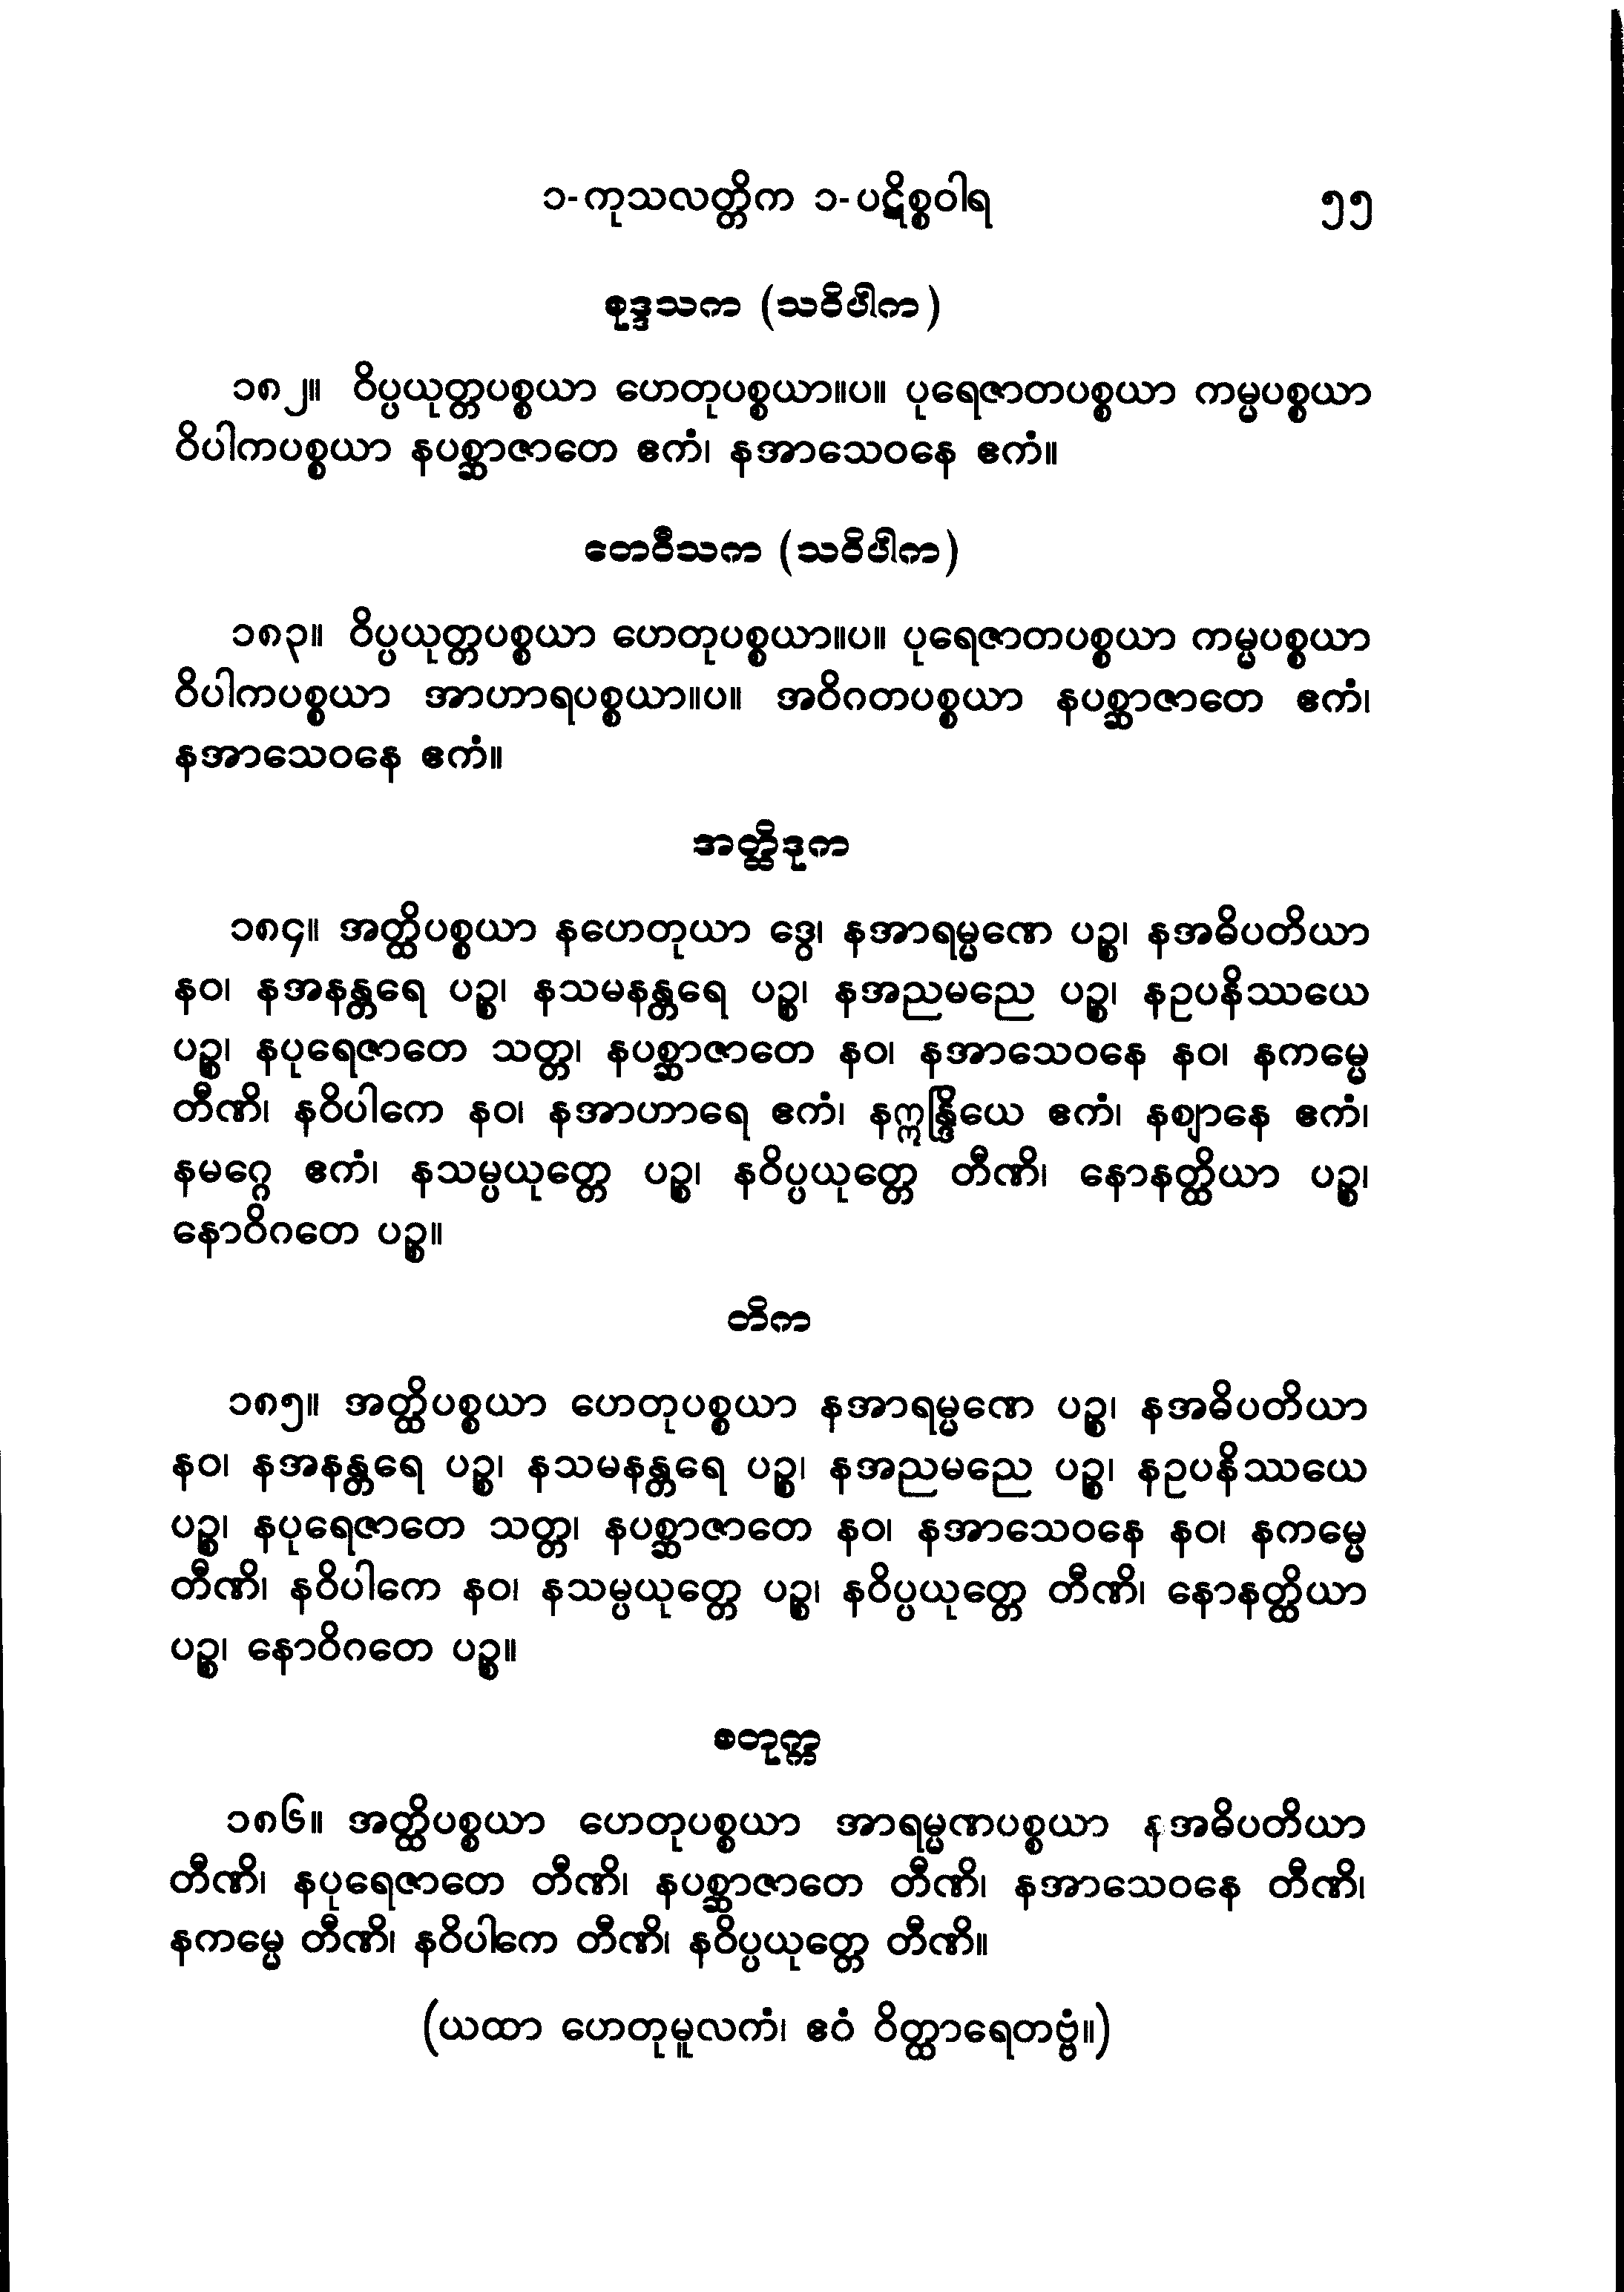 ၁-ကုသလတ္တိက ၁-ပဋိစ္စဝါရ ၅၅
စုဒ္ဒသက (သဝိပါက)
၁၈၂။ ဝိပ္ပယုတ္တပစ္စယာ ဟေတုပစ္စယာ။ပ။ ပုရေဇာတပစ္စယာ ကမ္မပစ္စယာ
ဝိပါကပစ္စယာ နပစ္ဆာဇာတေ ဧကံ၊ နအာသေဝနေ ဧကံ။
တေဝီသက (သဝိပါက)
၁၈၃။ ဝိပ္ပယုတ္တပစ္စယာ ဟေတုပစ္စယာ။ပ။ ပုရေဇာတပစ္စယာ ကမ္မပစ္စယာ
ဝိပါကပစ္စယာ အာဟာရပစ္စယာ။ပ။ အဝိဂတပစ္စယာ နပစ္ဆာဇာတေ ဧကံ၊
နအာသေဝနေ ဧကံ။
အတ္ထိဒုက
၁၈၄။ အတ္ထိပစ္စယာ နဟေတုယာ ဒွေ၊ နအာရမ္မဏေ ပဉ္စ၊ နအဓိပတိယာ
နဝ၊ နအနန္တရေ ပဉ္စ၊ နသမနန္တရေ ပဉ္စ၊ နအညမညေ ပဉ္စ၊ နဥပနိဿယေ
ပဉ္စ၊ နပုရေဇာတေ သတ္တ၊ နပစ္ဆာဇာတေ နဝ၊ နအာသေဝနေ နဝ၊ နကမ္မေ
တီဏိ၊ နဝိပါကေ နဝ၊ နအာဟာရေ ဧကံ၊ နဣန္ဒြိယေ ဧကံ၊ နဈာနေ ဧကံ၊
နမဂ္ဂေ ဧကံ၊ နသမ္ပယုတ္တေ ပဉ္စ၊ နဝိပ္ပယုတ္တေ တီဏိ၊ နောနတ္ထိယာ ပဉ္စ၊
နောဝိဂတေ ပဉ္စ။
တိက
၁၈၅။ အတ္ထိပစ္စယာ ဟေတုပစ္စယာ နအာရမ္မဏေ ပဉ္စ၊ နအဓိပတိယာ
နဝ၊ နအနန္တရေ ပဉ္စ၊ နသမနန္တရေ ပဉ္စ၊ နအညမညေ ပဉ္စ၊ နဥပနိဿယေ
ပဉ္စ၊ နပုရေဇာတေ သတ္တ၊ နပစ္ဆာဇာတေ နဝ၊ နအာသေဝနေ နဝ၊ နကမ္မေ
တီဏိ၊ နဝိပါကေ နဝ၊ နသမ္ပယုတ္တေ ပဉ္စ၊ နဝိပ္ပယုတ္တေ တီဏိ၊ နောနတ္ထိယာ
ပဉ္စ၊ နောဝိဂတေ ပဉ္စ။
စတုက္က
၁၈၆။ အတ္ထိပစ္စယာ ဟေတုပစ္စယာ အာရမ္မဏပစ္စယာ နအဓိပတိယာ
တီဏိ၊ နပုရေဇာတေ တီဏိ၊ နပစ္ဆာဇာတေ တီဏိ၊ နအာသေဝနေ တီဏိ၊
နကမ္မေ တီဏိ၊ နဝိပါကေ တီဏိ၊ နဝိပ္ပယုတ္တေ တီဏိ။
(ယထာ ဟေတုမူလကံ၊ ဧဝံ ဝိတ္ထာရေတဗ္ဗံ။)